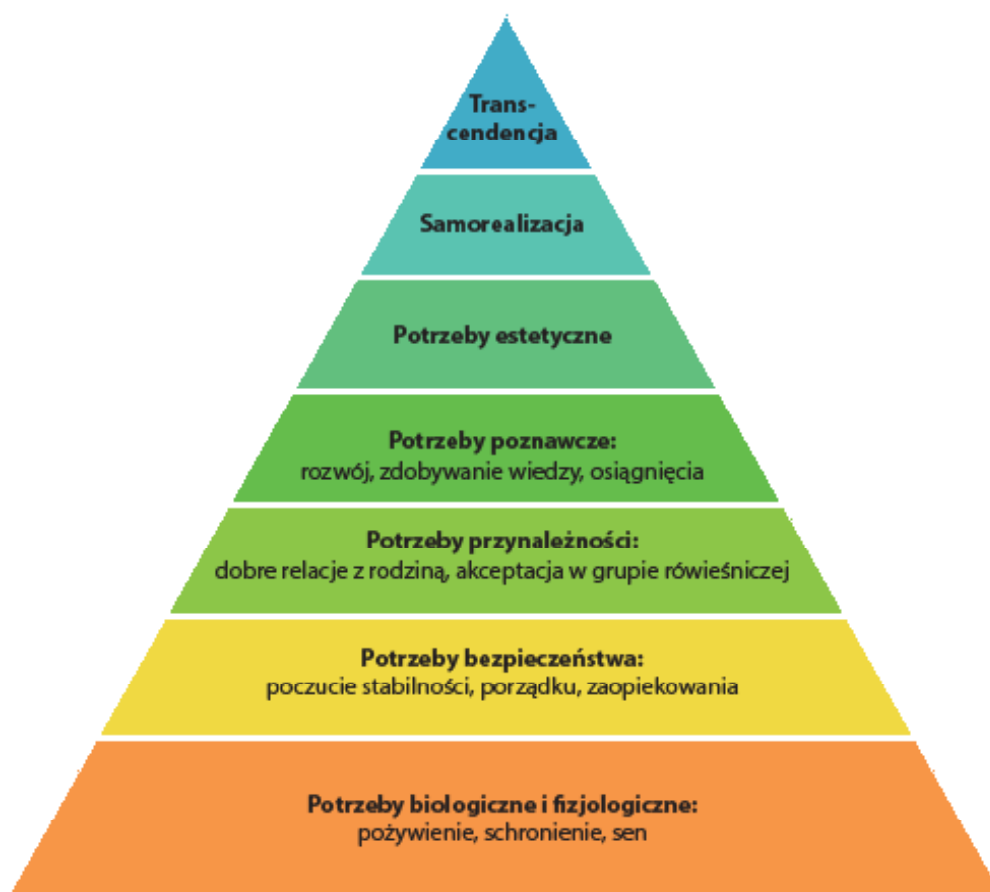 Trans-
cendencja
Samorealizacja
Potrzeby estetyczne
Potrzeby poznawcze:
rozwój, zdobywanie wiedzy, osiągnięcia
Potrzeby przynależności:
dobre relacje z rodziną, akceptacja w grupie rówieśniczej
Potrzeby bezpieczeństwa:
poczucie stabilności, porządku, zaopiekowania
Potrzeby biologiczne i fizjologiczne:
pożywienie, schronienie, sen